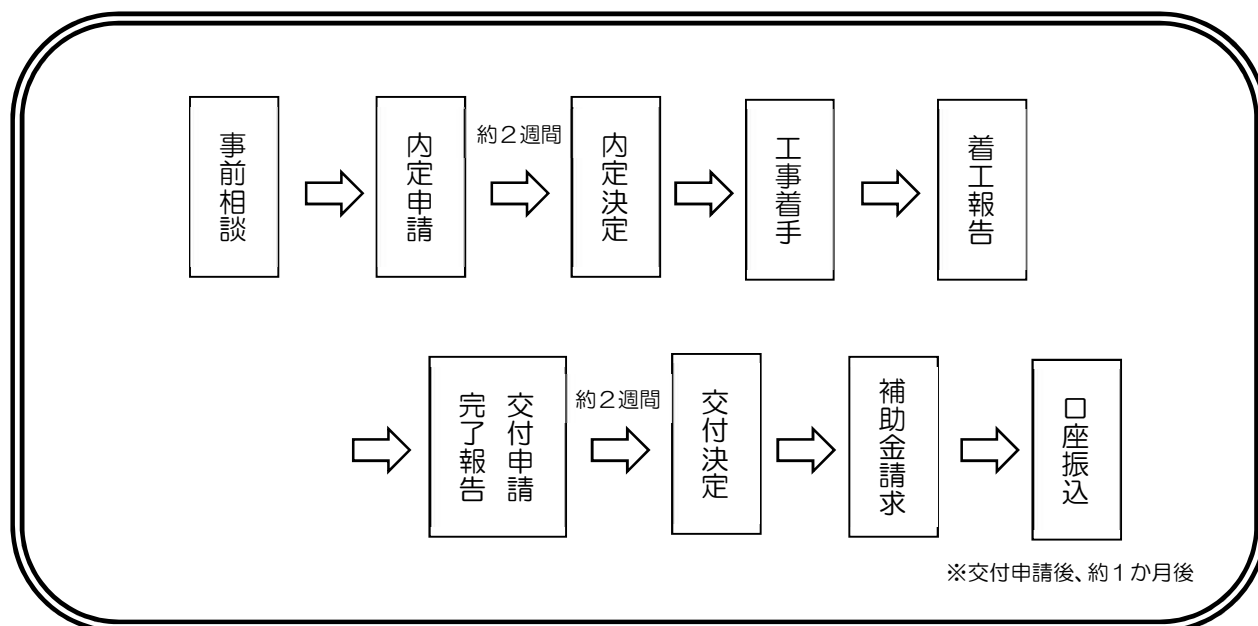 事前相談
内定申請
約２週間
内定決定
工事着手
着工報告
交付申請
完了報告
約２週間
交付決定
補助金請求
口座振込
※交付申請後、約１か月後